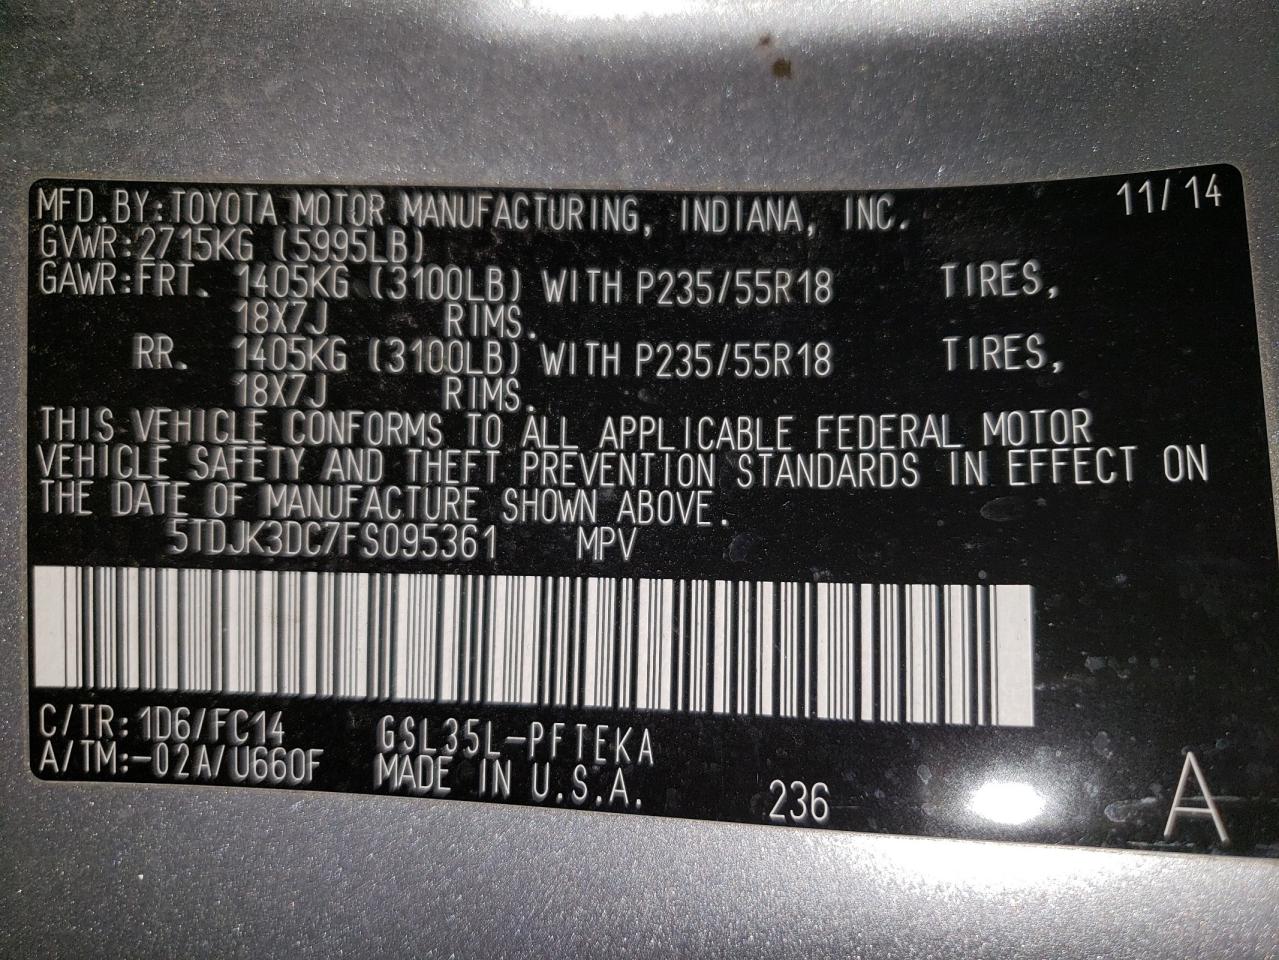 MFD.BY:TOYOTA MOTOR MANUFACTURING, INDIANA, INC. 11/14
GVWR:2715KG (5995LB)
GAWR:FRT. 1405KG (3100LB) WITH P235/55R18 TIRES,
18X7J RIMS.
RR. 1405KG (3100LB) WITH P235/55R18 TIRES,
18X7J RIMS.
THIS VEHICLE CONFORMS TO ALL APPLICABLE FEDERAL MOTOR
VEHICLE SAFETY AND THEFT PREVENTION STANDARDS IN EFFECT ON
THE DATE OF MANUFACTURE SHOWN ABOVE.
5TDJK3DC7FS095361 MPV
C/TR: 1D6/FC14 GSL35L-PFTEKA
A/TM:-02A/U660F MADE IN U.S.A. 236 A